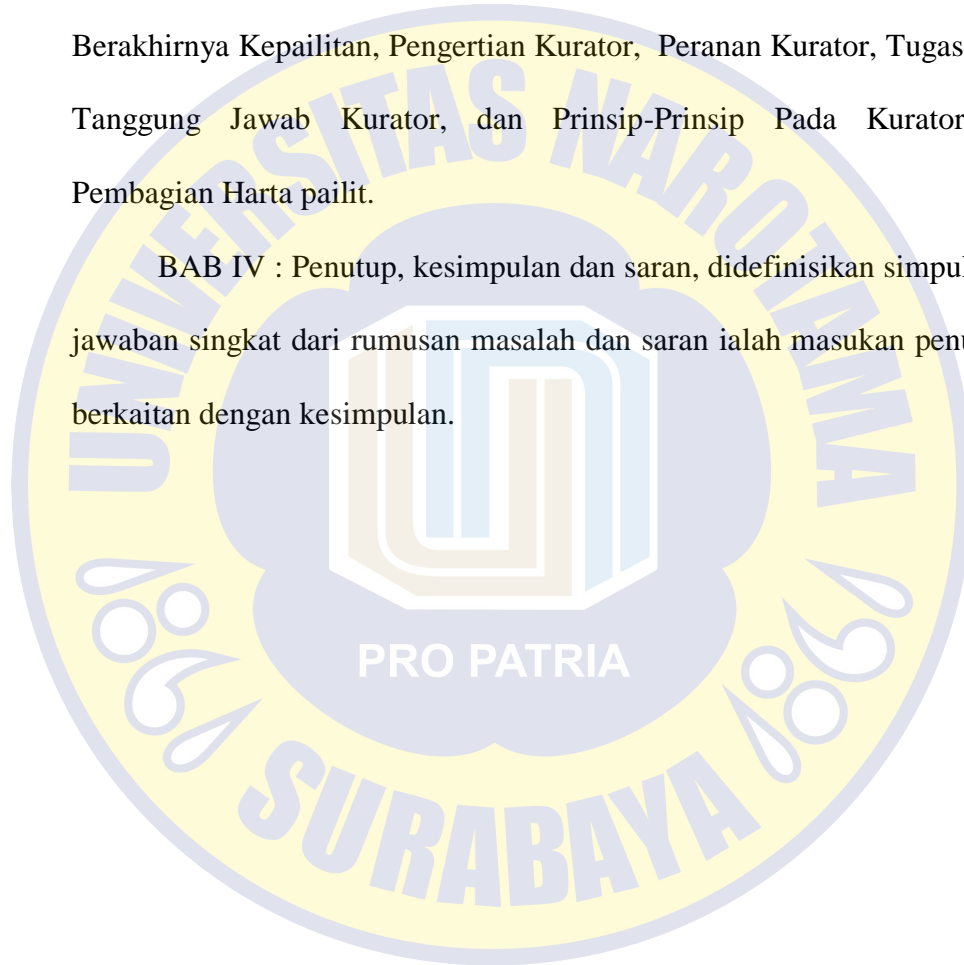 Berakhirnya Kepailitan, Pengertian Kurator, Peranan Kurator, Tugas
Tanggung Jawab Kurator, dan Prinsip-Prinsip Pada Kurator
Pembagian Harta pailit.
BAB IV : Penutup, kesimpulan dan saran, didefinisikan
jawaban singkat dari rumusan masalah dan saran ialah masukan
berkaitan dengan kesimpulan.
UNIVERSITAS NAROTAMA
PRO PATRIA
SURABAYA